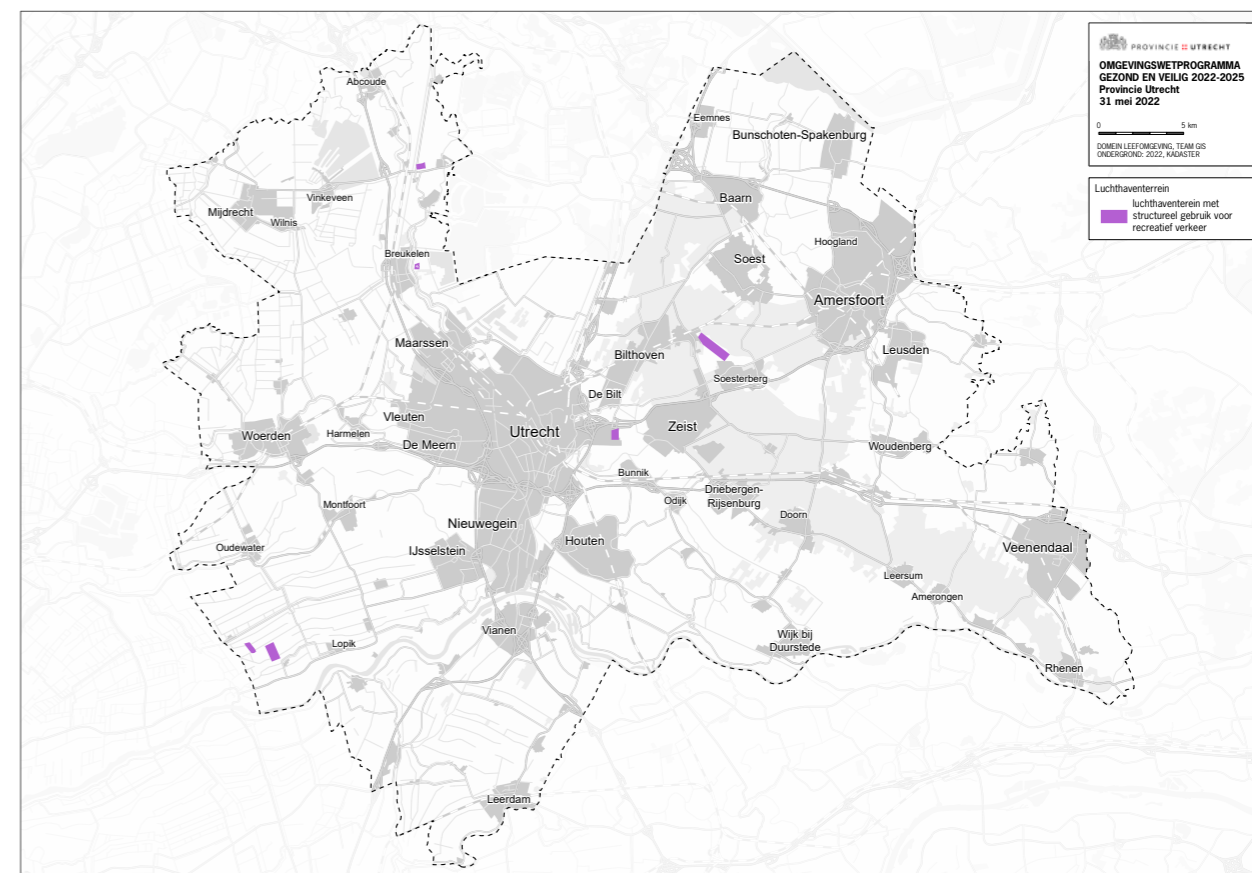 PROVINCIE UTRECHT
OMGEVINGSWETPROGRAMMA
GEZOND EN VEILIG 2022-2025
Provincie Utrecht
31 mei 2022
0 5 km
DOMEIN LEEFOMGEVING, TEAM GIS
ONDERGROND: 2022, KADASTER
Luchthaventerrein
luchthaventerein met
structureel gebruik voor
recreatief verkeer
Abcoude
Eemnes
Bunschoten-Spakenburg
Vinkeveen
Baarn
Mijdrecht
Wilnis
Hoogland
Breukelen
Soest
Amersfoort
Maarssen
Bilthoven
Leusden
Soesterberg
De Bilt
Vleuten
Utrecht
Zeist
Woerden
Harmelen
De Meern
Woudenberg
Bunnik
Driebergen-
Rijsenburg
Odijk
Montfoort
Doorn
Nieuwegein
Oudewater
IJsselstein
Houten
Veenendaal
Leersum
Amerongen
Vianen
Lopik
Wijk bij
Duurstede
Rhenen
Leerdam